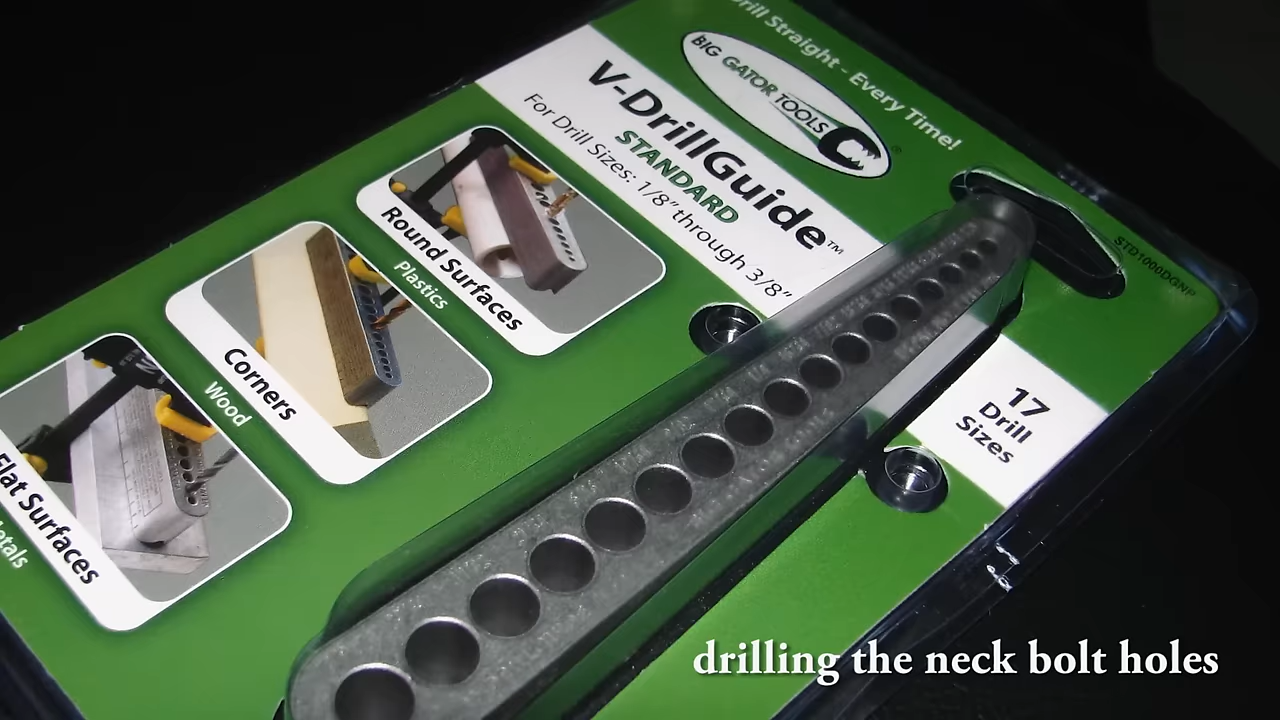 Drill Straight - Every Time!
BIG GATOR TOOLS
V-DrillGuide™
STANDARD
For Drill Sizes: 1/8" through 3/8"
STD1000DGNP
17
Drill
Sizes
Round Surfaces
Plastics
Corners
Wood
Flat Surfaces
drilling the neck bolt holes